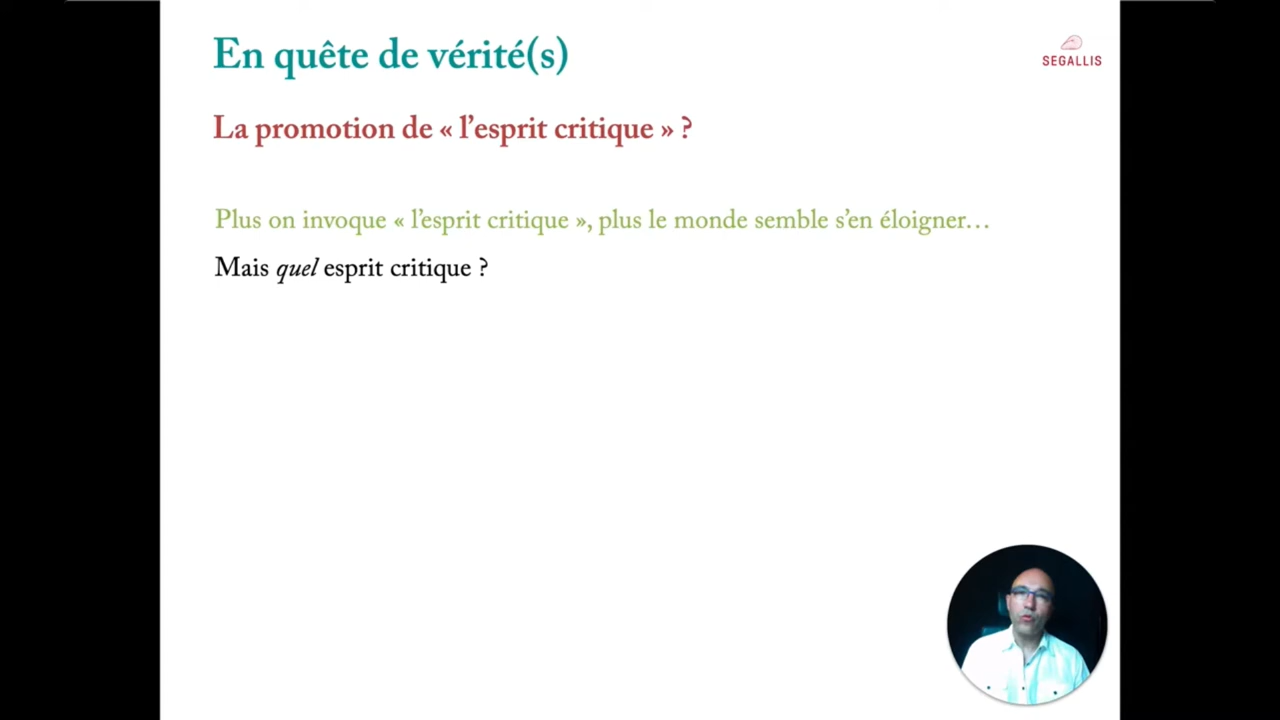 En quête de vérité(s)
SEGALLIS
La promotion de « l’esprit critique » ?
Plus on invoque « l’esprit critique », plus le monde semble s’en éloigner…
Mais quel esprit critique ?